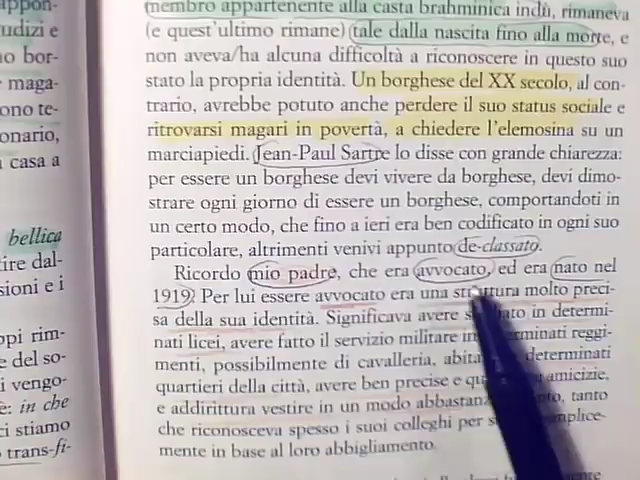 appon-
udizi e
no bor-
maga-
ono te-
onario,
casa a
bellica
ire dal-
sioni e i
ppi rim-
e del so-
i vengo-
e: in che
ci stiamo
trans-fi-
membro appartenente alla casta brahminica indù, rimaneva
(e quest'ultimo rimane) tale dalla nascita fino alla morte, e
non aveva/ha alcuna difficoltà a riconoscere in questo suo
stato la propria identità. Un borghese del XX secolo, al con-
trario, avrebbe potuto anche perdere il suo status sociale e
ritrovarsi magari in povertà, a chiedere l'elemosina su un
marciapiedi. Jean-Paul Sartre lo disse con grande chiarezza:
per essere un borghese devi vivere da borghese, devi dimo-
strare ogni giorno di essere un borghese, comportandoti in
un certo modo, che fino a ieri era ben codificato in ogni suo
particolare, altrimenti venivi appunto de-classato.
Ricordo mio padre, che era avvocato, ed era nato nel
1919. Per lui essere avvocato era una struttura molto preci-
sa della sua identità. Significava avere in determi-
nati licei, avere fatto il servizio militare in reggi-
menti, possibilmente di cavalleria, determinati
quartieri della città, avere ben precise e amicizie,
e addirittura vestire in un modo tanto
che riconosceva spesso i suoi colleghi per
mente in base al loro abbigliamento.